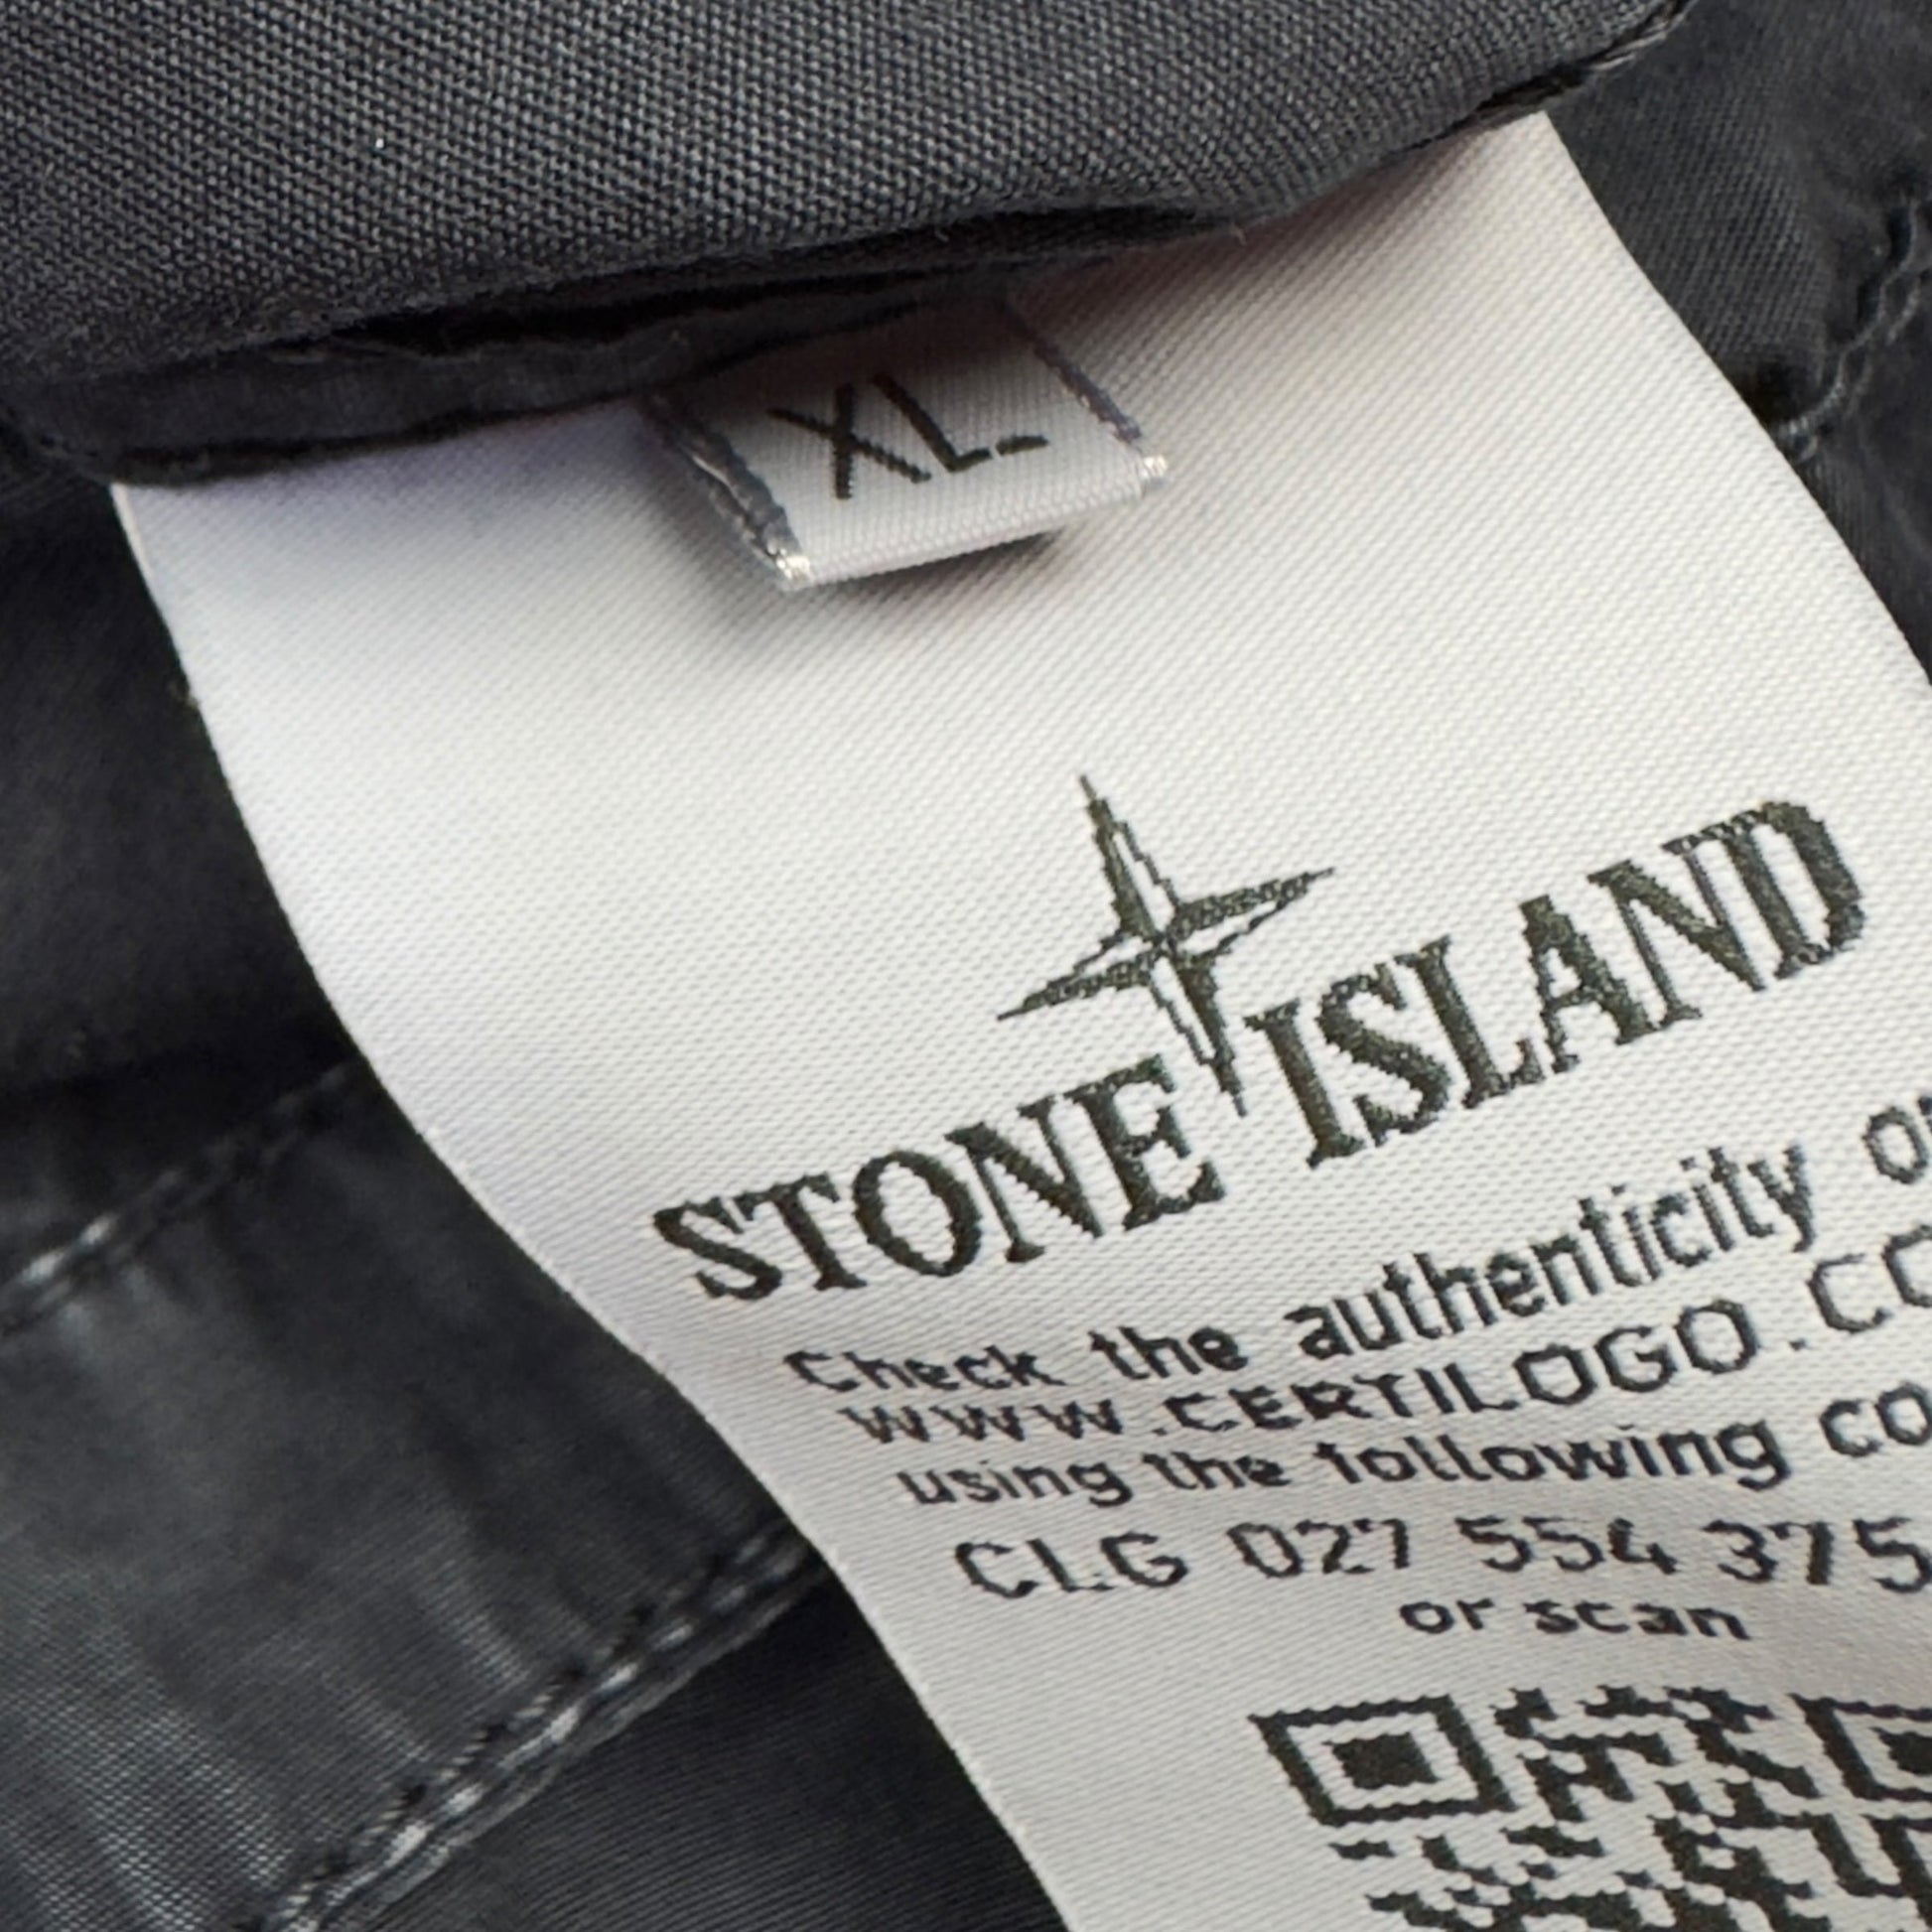 XL
STONE ISLAND
Check the authenticity
WWW.CERTILOGO.CO
using the following co
CLG 027 554 375
or scan